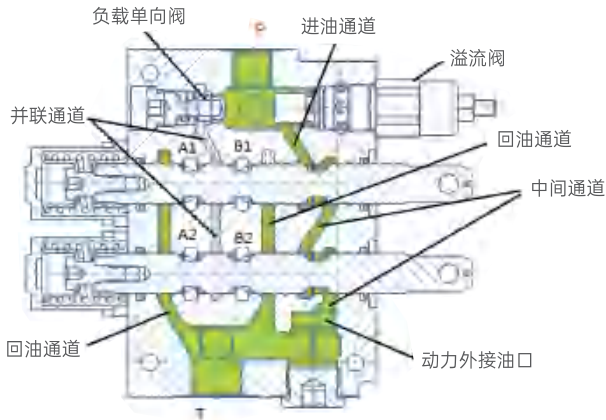 负载单向阀
P
进油通道
溢流阀
并联通道
A1
B1
回油通道
中间通道
A2
B2
回油通道
动力外接油口
T